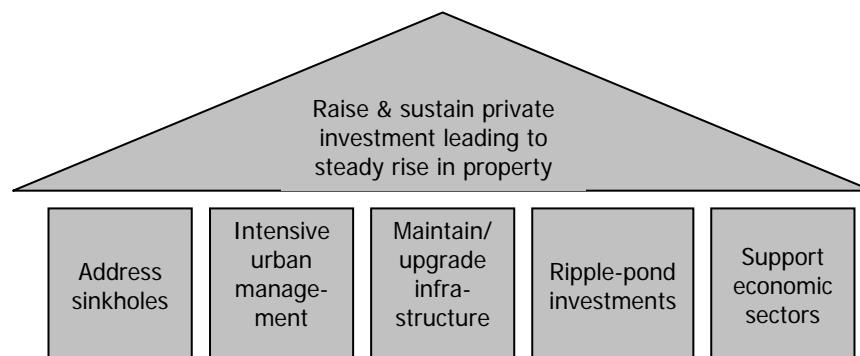 Raise & sustain private
investment leading to
steady rise in property
Address
sinkholes
Intensive
urban
manage-
ment
Maintain/
upgrade
infra-
structure
Ripple-pond
investments
Support
economic
sectors